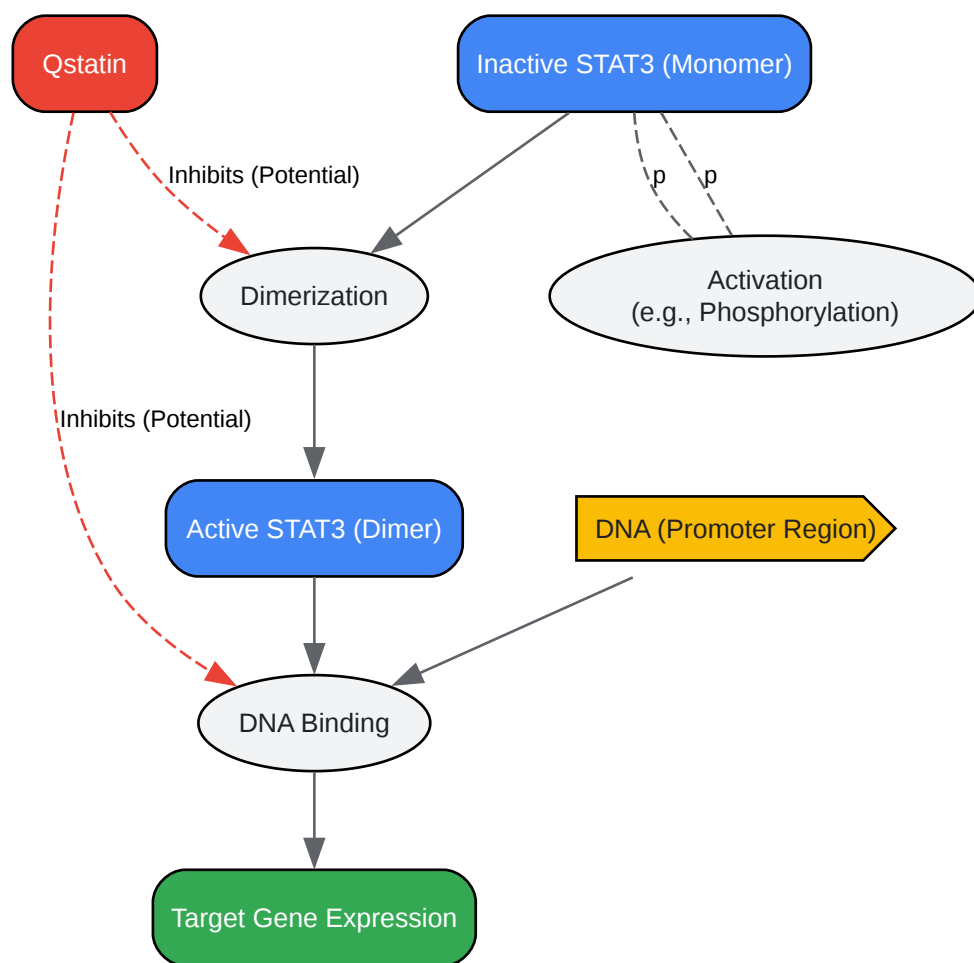 Qstatin
Inactive STAT3 (Monomer)
Inhibits (Potential)
p
p
Dimerization
Activation
(e.g., Phosphorylation)
Inhibits (Potential)
Active STAT3 (Dimer)
DNA (Promoter Region)
DNA Binding
Target Gene Expression